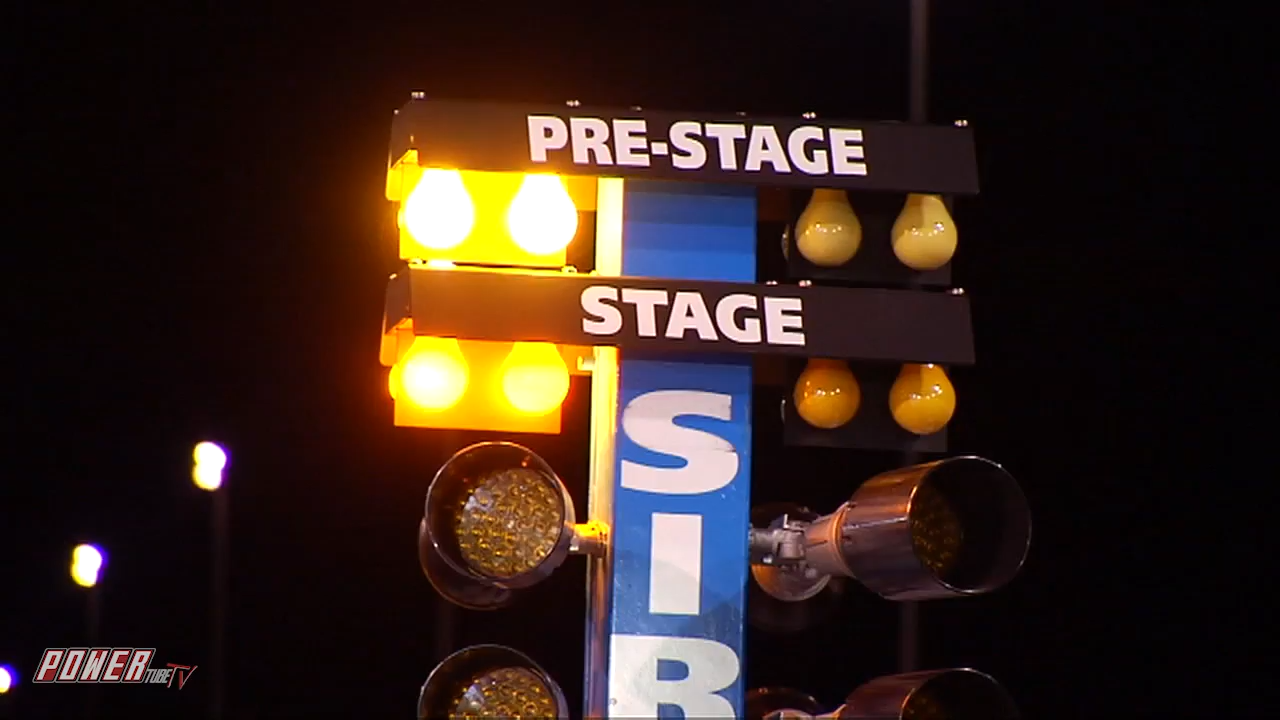 PRE-STAGE
STAGE
S
I
R
POWER TUBE TV